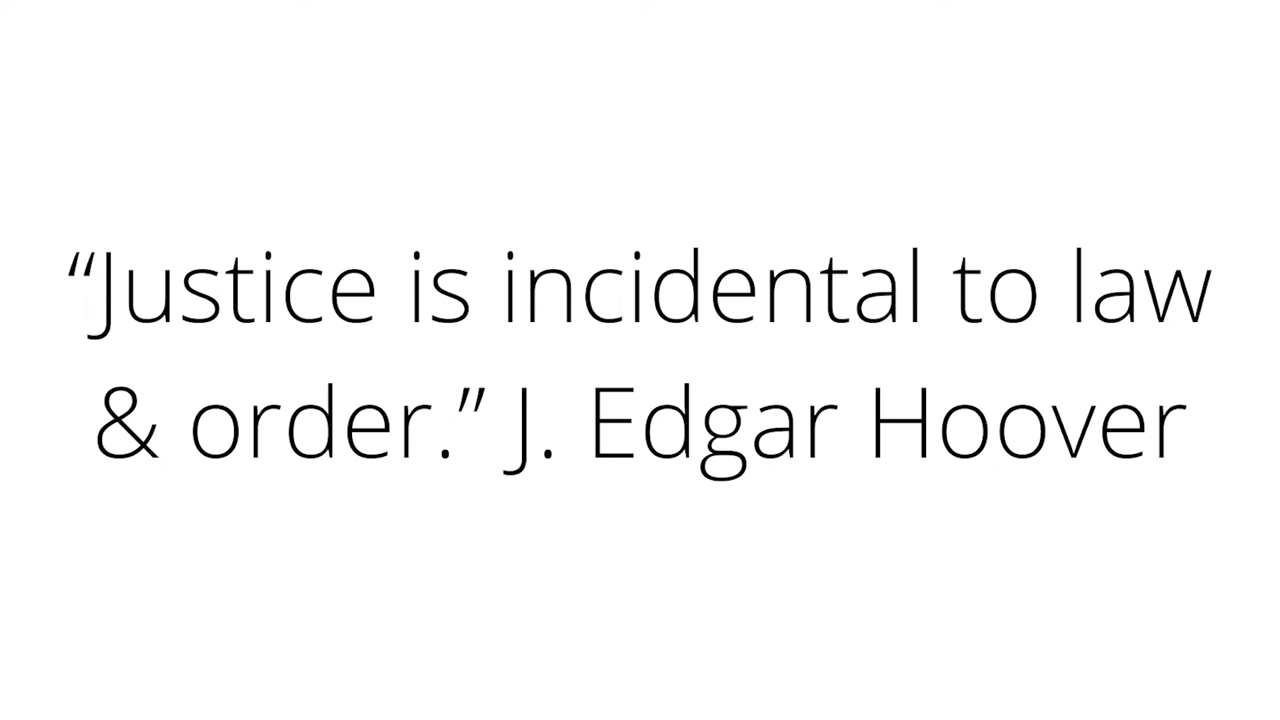 “Justice is incidental to law
& order.” J. Edgar Hoover